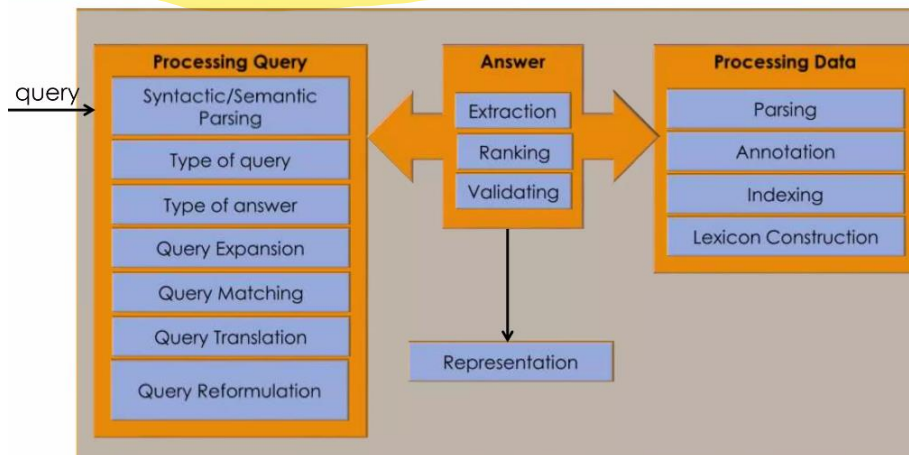 query
Processing Query
Syntactic/Semantic
Parsing
Type of query
Type of answer
Query Expansion
Query Matching
Query Translation
Query Reformulation
Answer
Extraction
Ranking
Validating
Representation
Processing Data
Parsing
Annotation
Indexing
Lexicon Construction